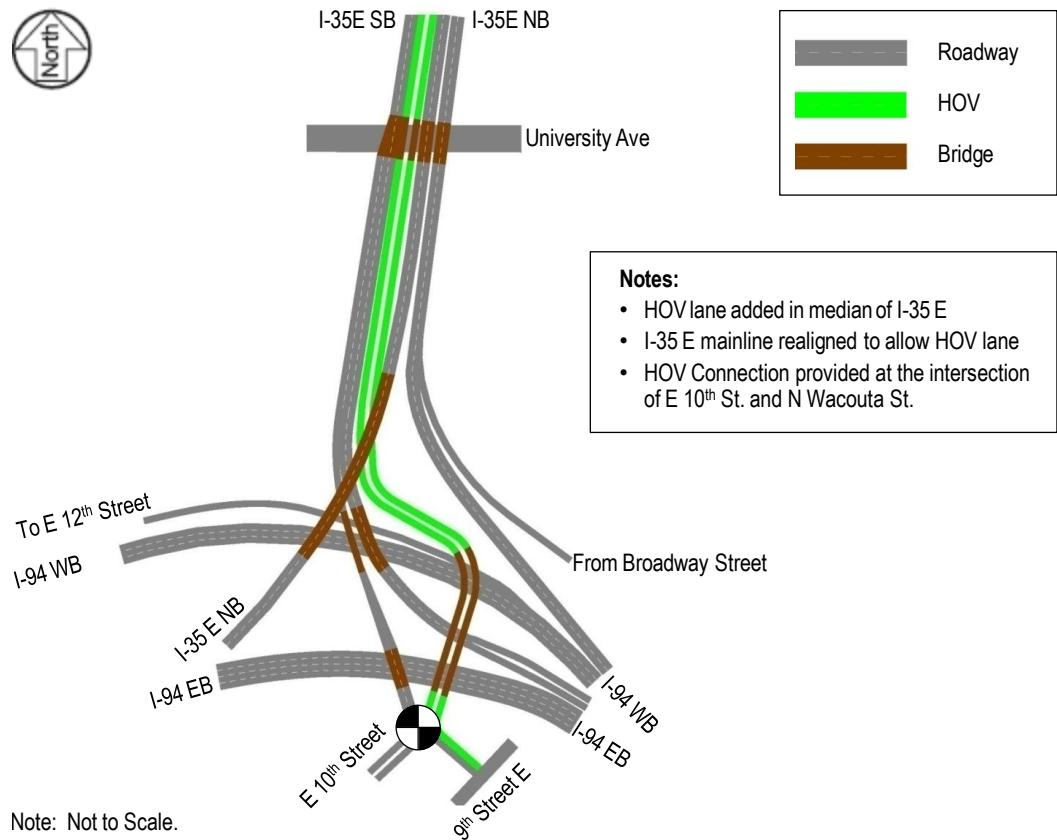 I-35E SB
I-35E NB
North
Roadway
HOV
Bridge
University Ave
Notes:
• HOV lane added in median of I-35 E
• I-35 E mainline realigned to allow HOV lane
• HOV Connection provided at the intersection
of E 10th St. and N Wacouta St.
To E 12th Street
I-94 WB
From Broadway Street
I-35 E NB
I-94 EB
I-94 WB
I-94 EB
E 10th Street
9th Street E
Note: Not to Scale.